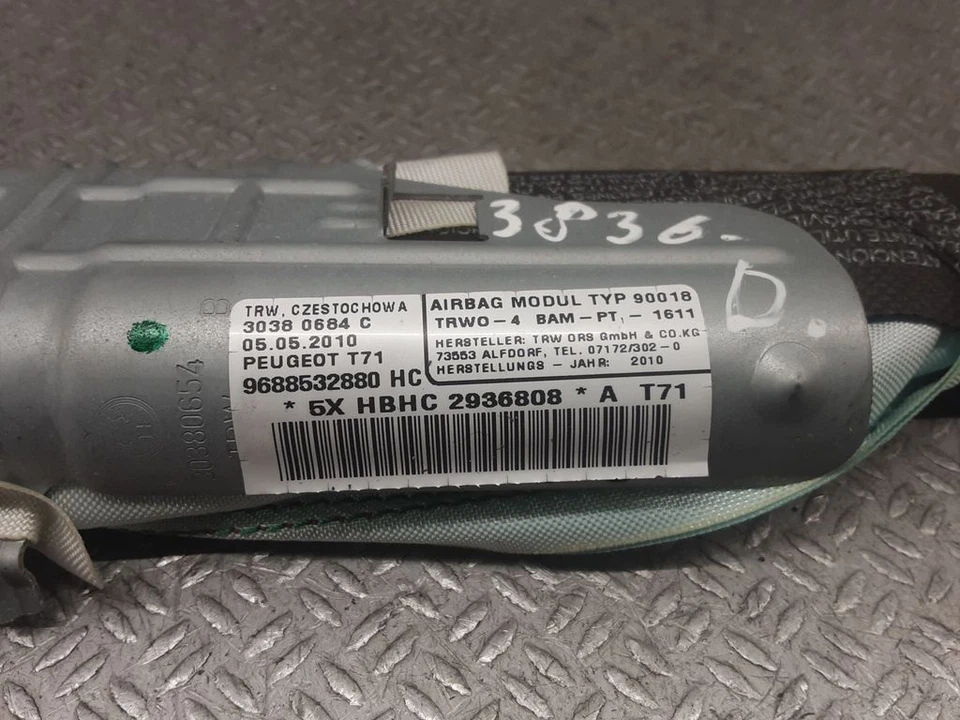 3836.
D.
TRW, CZESTOCHOWA
3038 0684 C
05.05.2010
PEUGEOT T71
9688532880 HC
AIRBAG MODUL TYP 90018
TRWO-4 BAM-PT, - 1611
HERSTELLER: TRW ORS GmbH & CO.KG
73553 ALFDORF, TEL. 07172/302-0
HERSTELLUNGS - JAHR: 2010
* 5X HBHC 2936808 * A T71
B
30380654
TRW
ATENCION